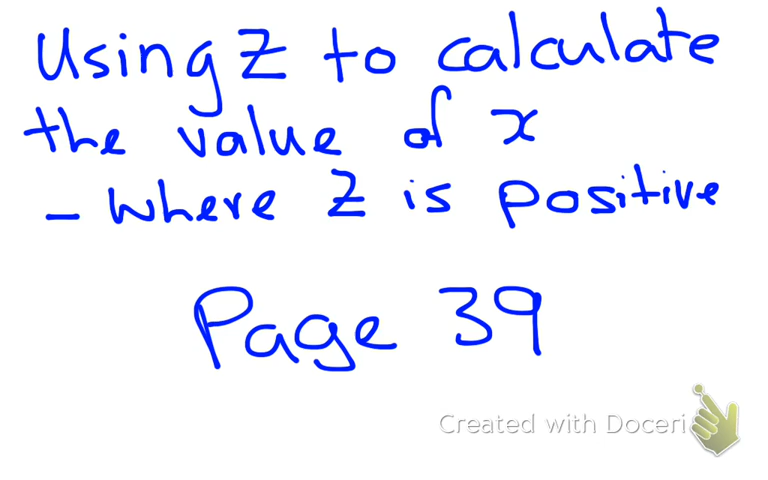 Using Z to calculate
the value of x
- where Z is positive
Page 39
Created with Doceri